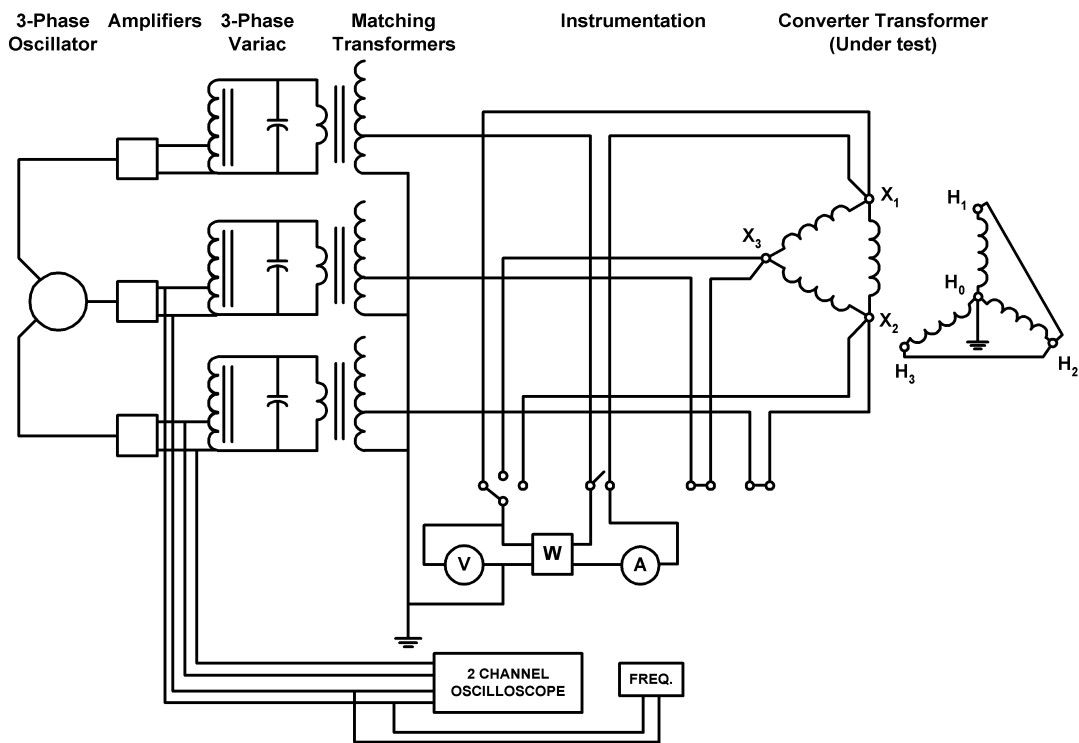 3-Phase
Oscillator
Amplifiers
3-Phase
Variac
Matching
Transformers
Instrumentation
Converter Transformer
(Under test)
X₁
X₃
X₂
H₁
H₀
H₃
H₂
V
W
A
2 CHANNEL
OSCILLOSCOPE
FREQ.